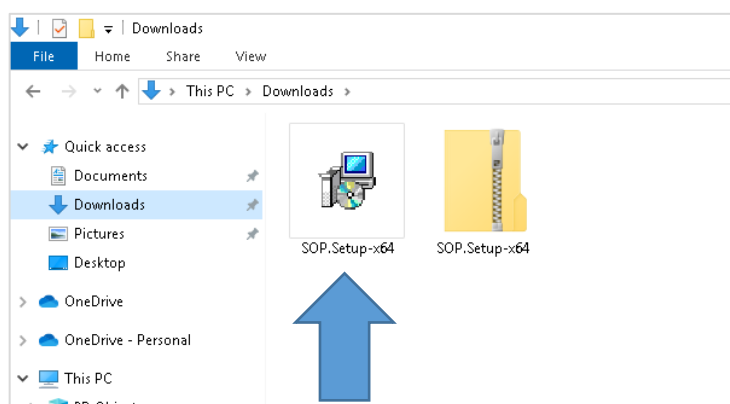 Downloads
File Home Share View
This PC Downloads
Quick access
Documents
Downloads
Pictures
Desktop
OneDrive
OneDrive - Personal
This PC
SOP.Setup-x64
SOP.Setup-x64